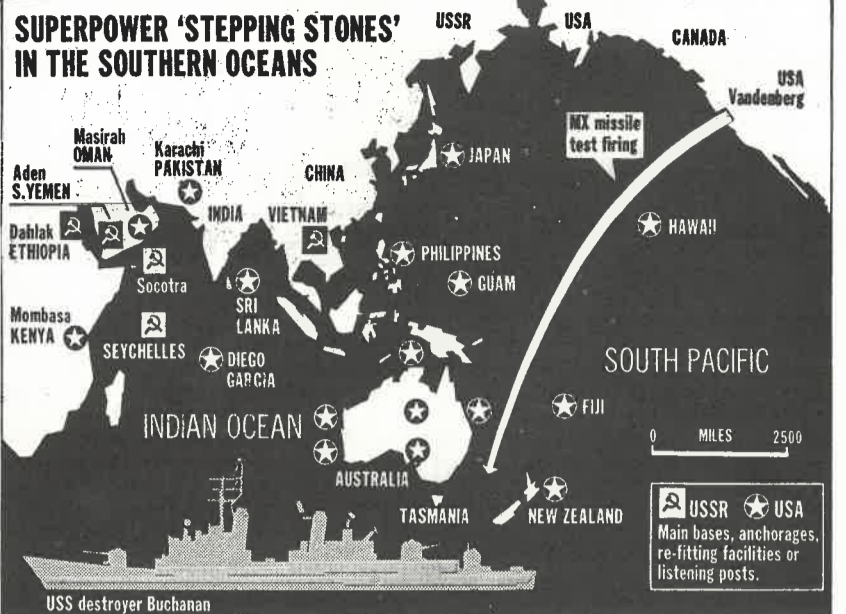 SUPERPOWER ‘STEPPING STONES’
IN THE SOUTHERN OCEANS
USSR
USA
CANADA
USA
Vandenberg
MX missile
test firing
Masirah
OMAN
Karachi
PAKISTAN
CHINA
JAPAN
Aden
S.YEMEN
INDIA
VIETNAM
HAWAII
Dahlak
ETHIOPIA
PHILIPPINES
Socotra
GUAM
SRI
LANKA
Mombasa
KENYA
SEYCHELLES
DIEGO
GARCIA
SOUTH PACIFIC
INDIAN OCEAN
FIJI
0 MILES 2500
AUSTRALIA
TASMANIA
NEW ZEALAND
USSR USA
Main bases, anchorages,
re-fitting facilities or
listening posts.
USS destroyer Buchanan